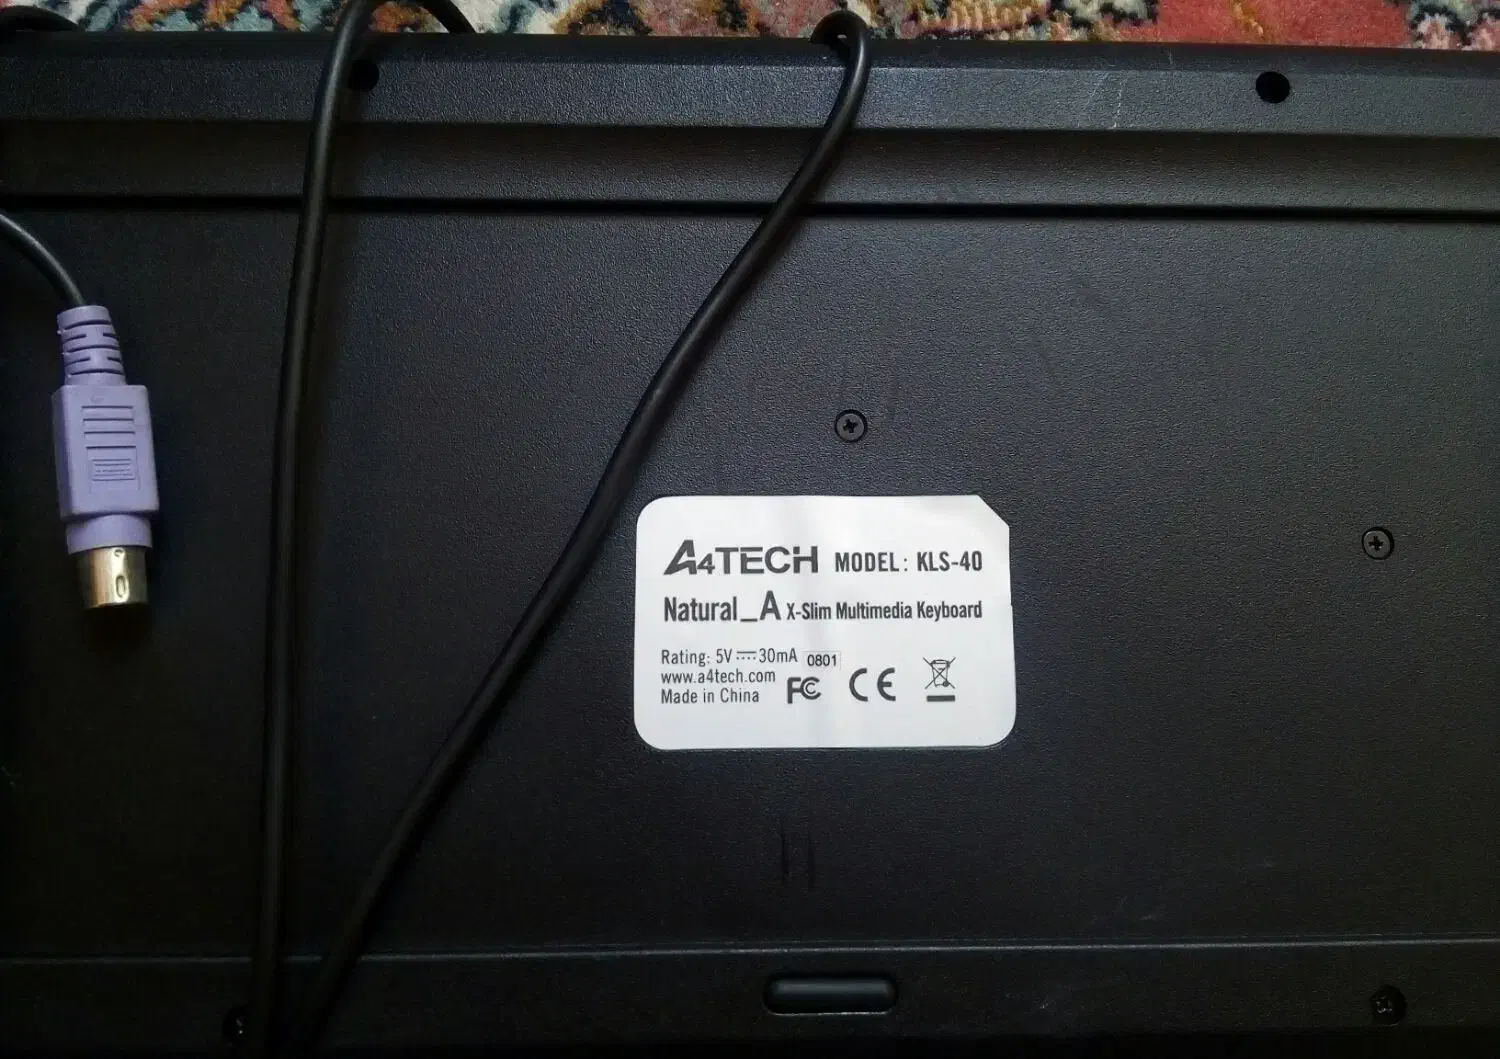 A4TECH MODEL: KLS-40
Natural_A X-Slim Multimedia Keyboard
Rating: 5V 30mA 0801
www.a4tech.com
Made in China FC CE